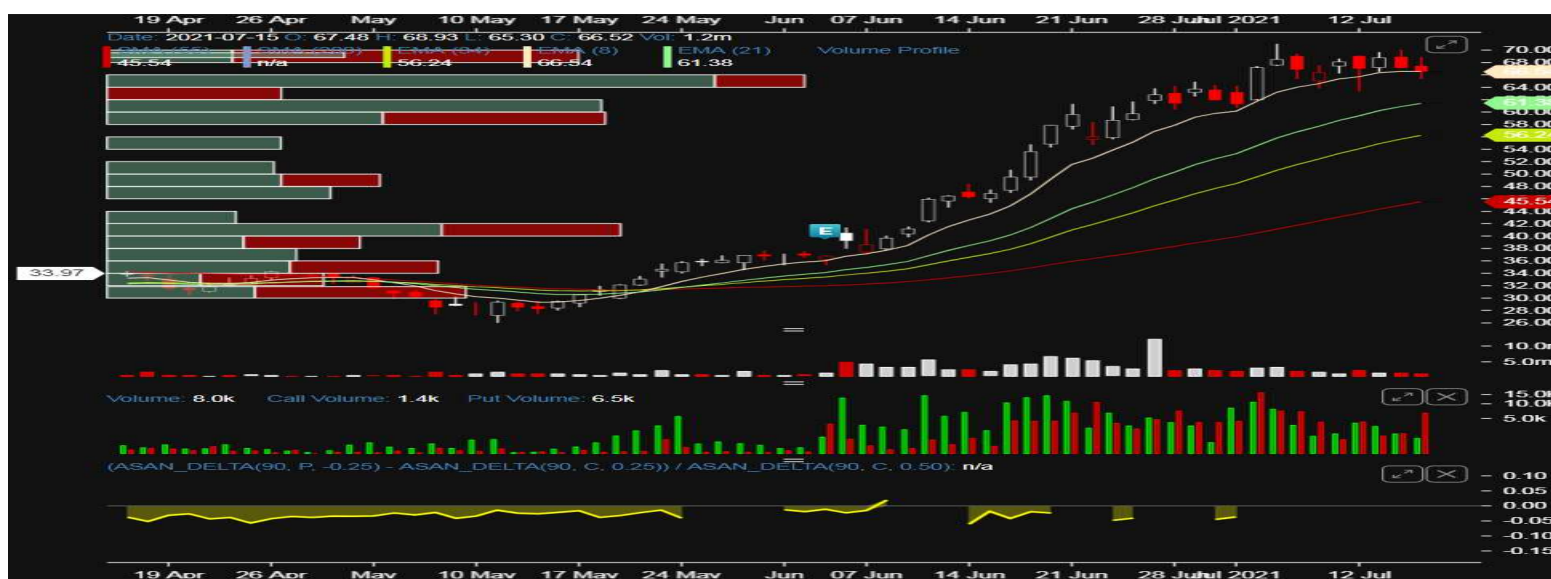 19 Apr 26 Apr May 10 May 17 May 24 May Jun 07 Jun 14 Jun 21 Jun 28 Jun Jul 2021 12 Jul
Date: 2021-07-15 O: 67.48 H: 68.93 L: 65.30 C: 66.52 Vol: 1.2m
EMA (8) EMA (21) Volume Profile
45.54 n/a 56.24 66.54 61.38
70.00
68.00
64.00
61.38
60.00
58.00
56.24
54.00
52.00
50.00
48.00
45.54
44.00
42.00
40.00
E
38.00
36.00
33.97
34.00
32.00
30.00
28.00
26.00
10.0m
5.0m
Volume: 8.0k Call Volume: 1.4k Put Volume: 6.5k
15.0k
10.0k
5.0k
(ASAN_DELTA(90, P, -0.25) - ASAN_DELTA(90, C, 0.25)) / ASAN_DELTA(90, C, 0.50): n/a
0.10
0.05
0.00
-0.05
-0.10
-0.15
19 Apr 26 Apr May 10 May 17 May 24 May Jun 07 Jun 14 Jun 21 Jun 28 Jun Jul 2021 12 Jul